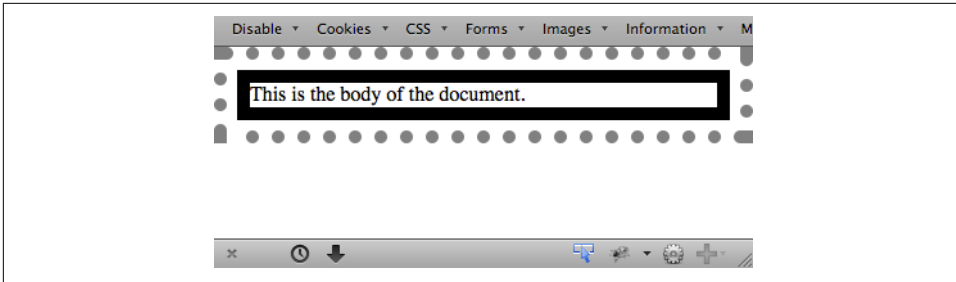 Disable Cookies CSS Forms Images Information M
This is the body of the document.